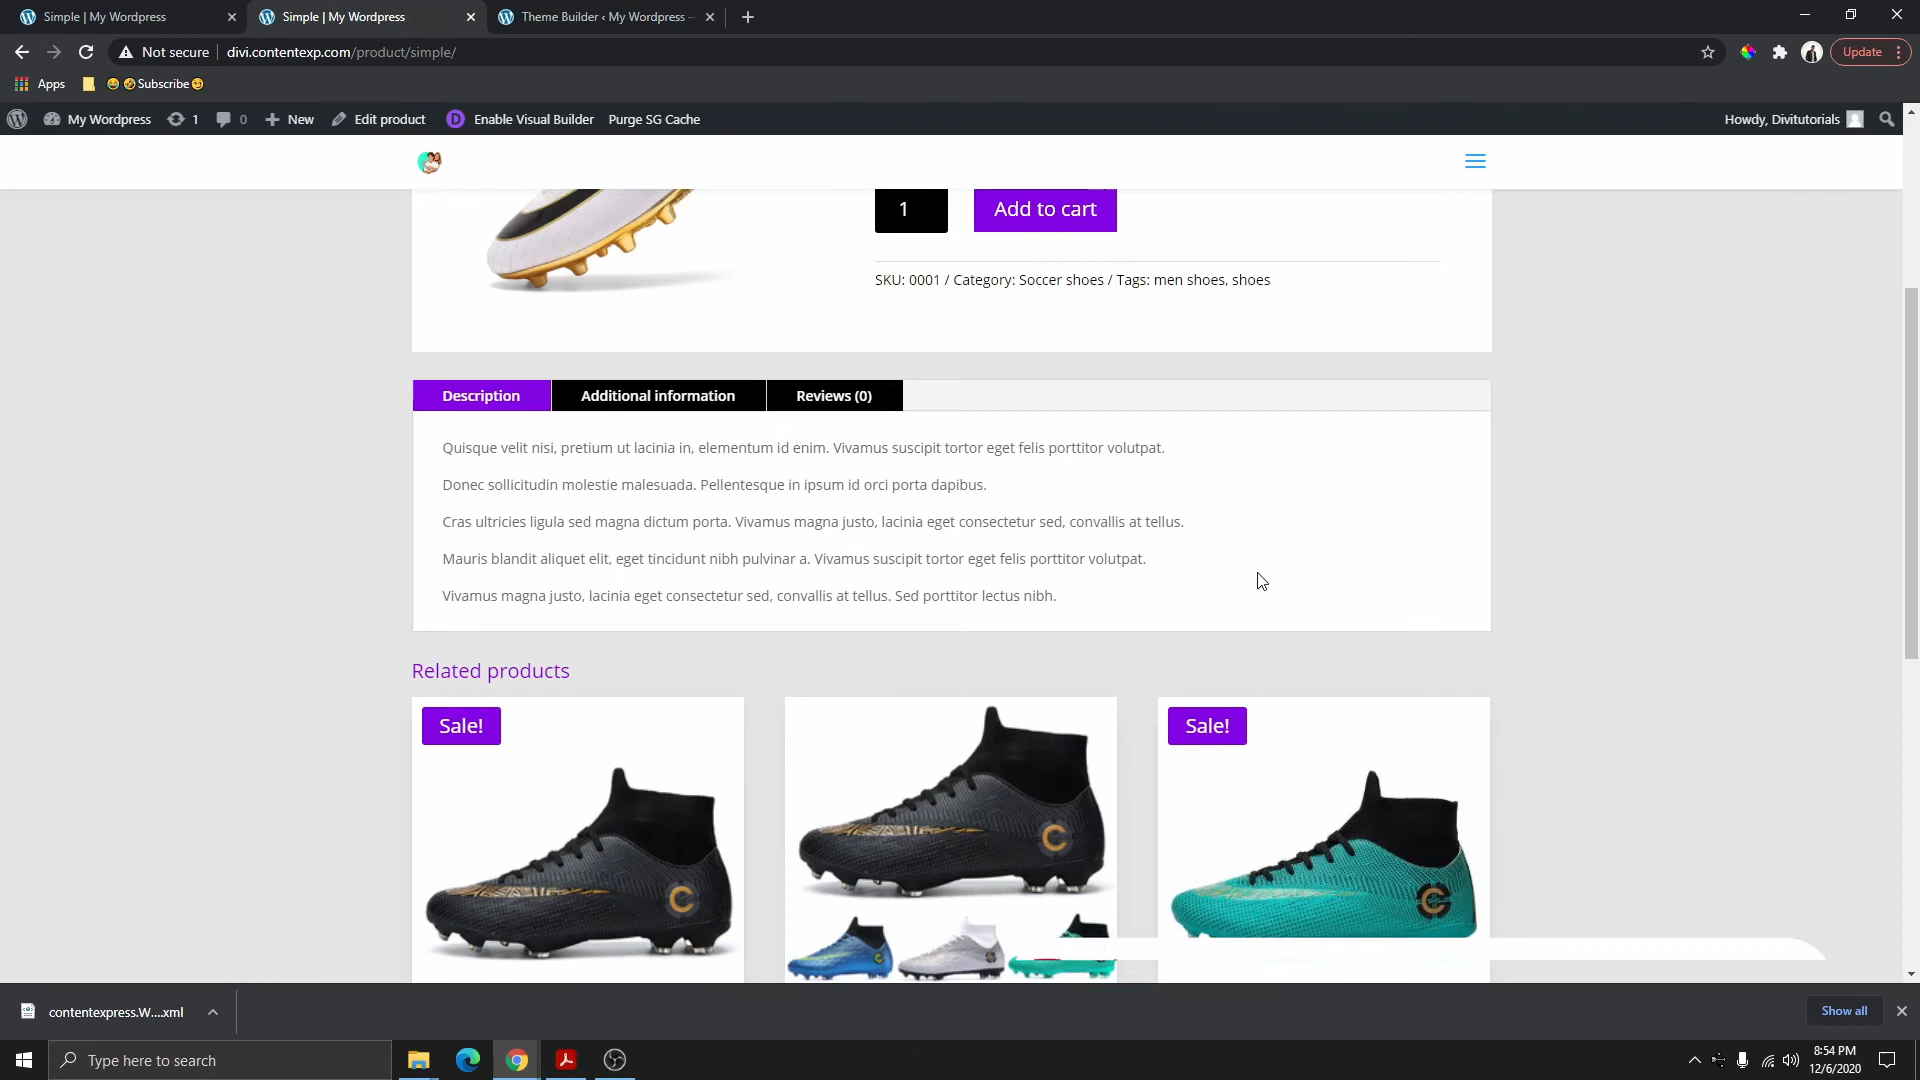 Simple | My Wordpress
Simple | My Wordpress
Theme Builder ‹ My Wordpress –
Not secure
divi.contentexp.com/product/simple/
Update
Apps
Subscribe
My Wordpress
1
0
New
Edit product
Enable Visual Builder
Purge SG Cache
Howdy, Divitutorials
1
Add to cart
SKU: 0001 / Category: Soccer shoes / Tags: men shoes, shoes
Description
Additional information
Reviews (0)
Quisque velit nisi, pretium ut lacinia in, elementum id enim. Vivamus suscipit tortor eget felis porttitor volutpat.
Donec sollicitudin molestie malesuada. Pellentesque in ipsum id orci porta dapibus.
Cras ultricies ligula sed magna dictum porta. Vivamus magna justo, lacinia eget consectetur sed, convallis at tellus.
Mauris blandit aliquet elit, eget tincidunt nibh pulvinar a. Vivamus suscipit tortor eget felis porttitor volutpat.
Vivamus magna justo, lacinia eget consectetur sed, convallis at tellus. Sed porttitor lectus nibh.
Related products
Sale!
Sale!
contentexpress.W....xml
Show all
Type here to search
8:54 PM
12/6/2020